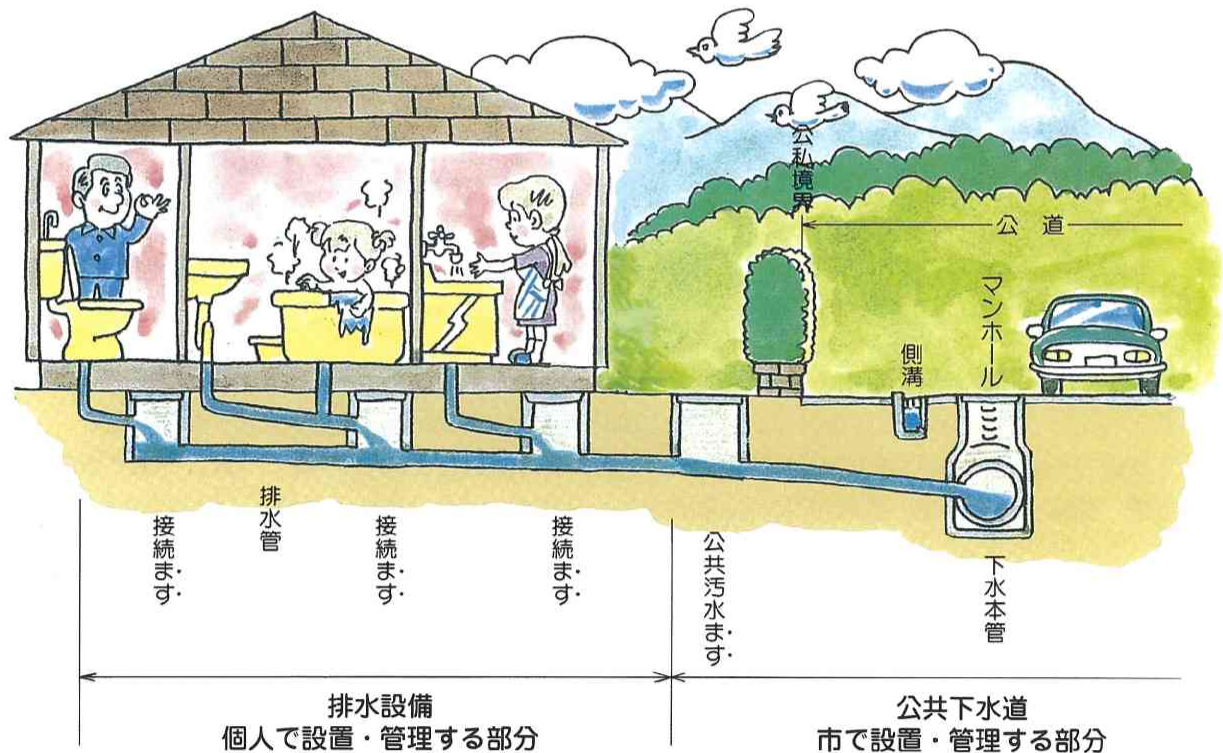 公私境界
公道
マンホール
側溝
排水管
接続ます
接続ます
接続ます
公共汚水ます
下水本管
排水設備
個人で設置・管理する部分
公共下水道
市で設置・管理する部分